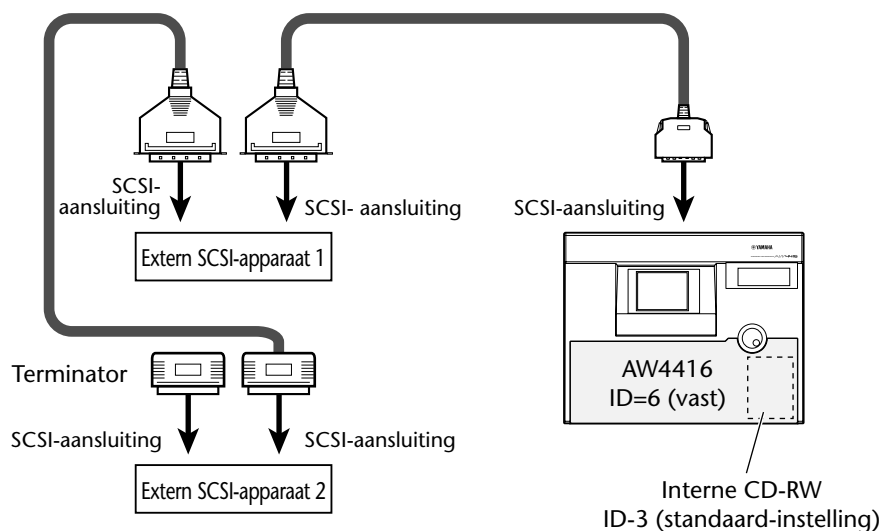 SCSI-
aansluiting
SCSI- aansluiting
SCSI-aansluiting
Extern SCSI-apparaat 1
YAMAHA
Terminator
AW4416
ID=6 (vast)
SCSI-aansluiting
SCSI-aansluiting
Extern SCSI-apparaat 2
Interne CD-RW
ID-3 (standaard-instelling)